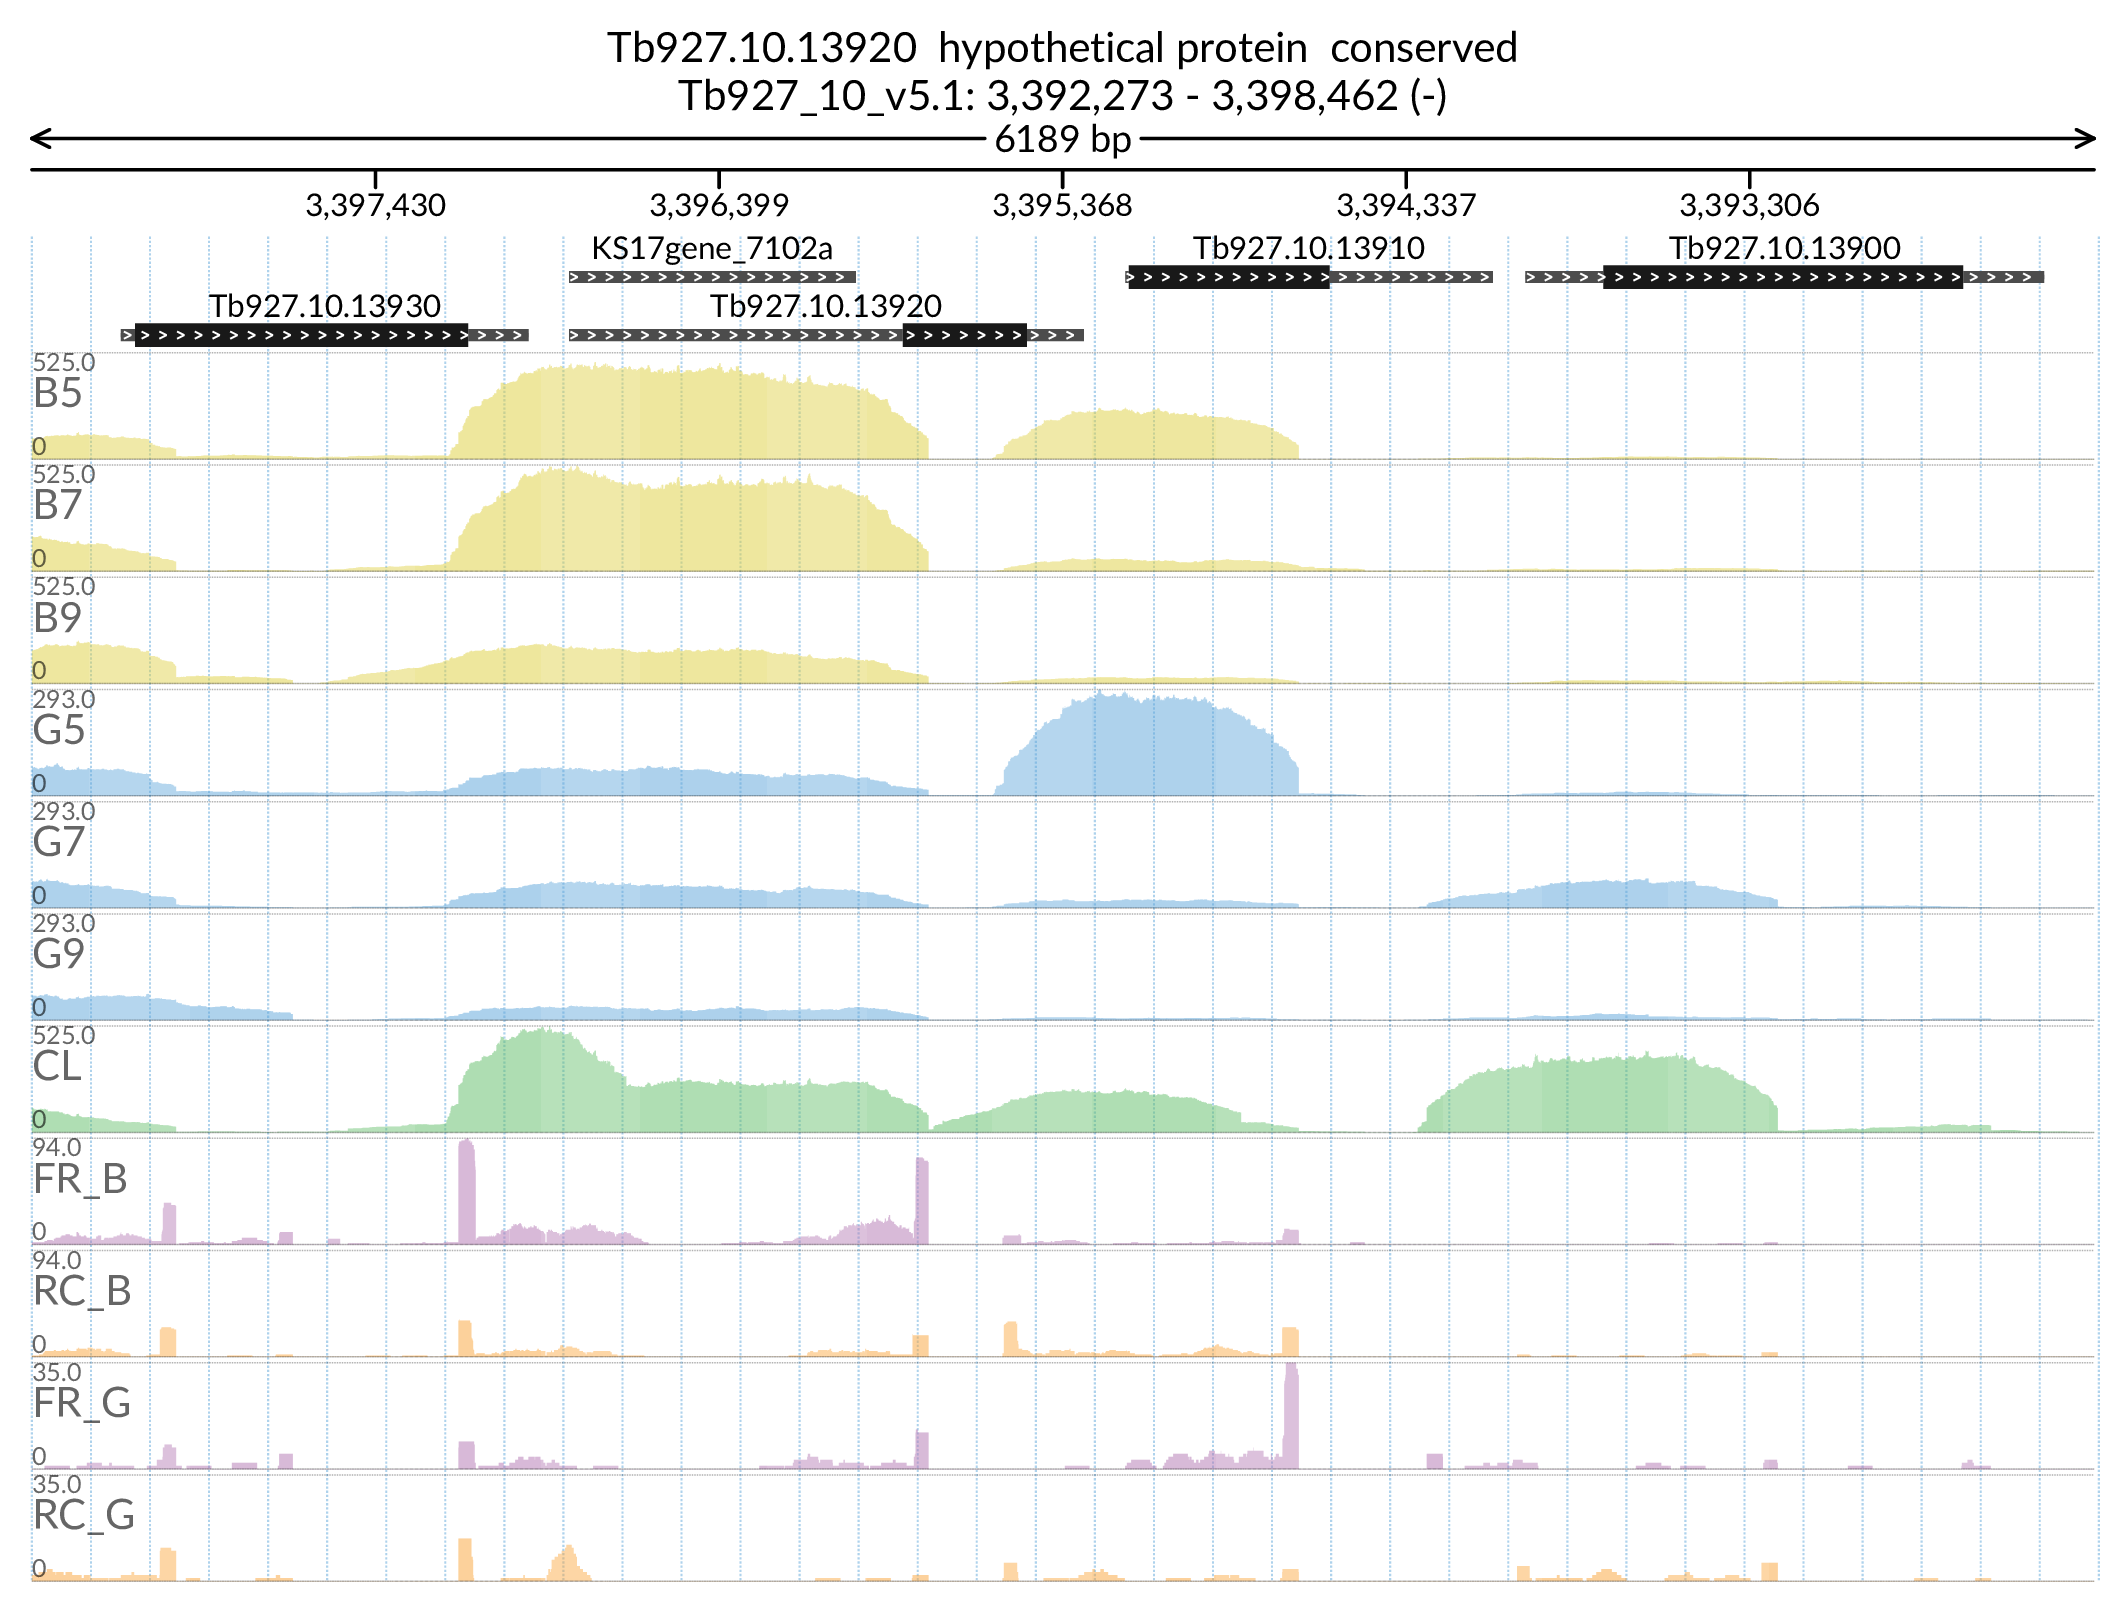 Tb927.10.13920 hypothetical protein conserved
Tb927_10_v5.1: 3,392,273 - 3,398,462 (-)
6189 bp
3,397,430 3,396,399 3,395,368 3,394,337 3,393,306
KS17gene_7102a Tb927.10.13910 Tb927.10.13900
Tb927.10.13930 Tb927.10.13920
525.0
B5
0
525.0
B7
0
525.0
B9
0
293.0
G5
0
293.0
G7
0
293.0
G9
0
525.0
CL
0
94.0
FR_B
0
94.0
RC_B
0
35.0
FR_G
0
35.0
RC_G
0